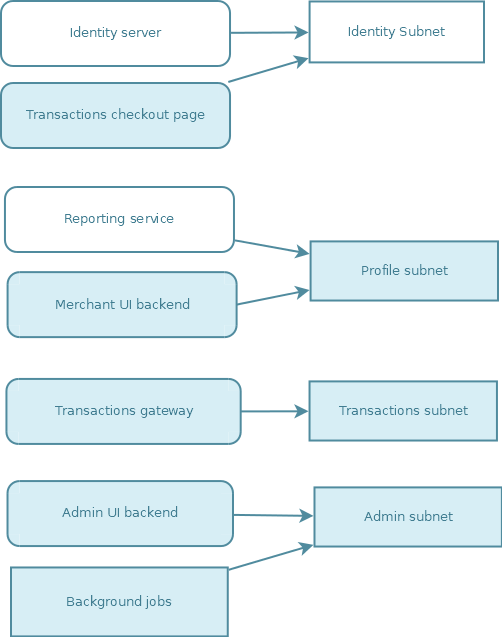 Identity server
Identity Subnet
Transactions checkout page
Reporting service
Profile subnet
Merchant UI backend
Transactions gateway
Transactions subnet
Admin UI backend
Admin subnet
Background jobs